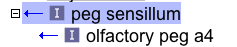 I peg sensillum
I olfactory peg a4